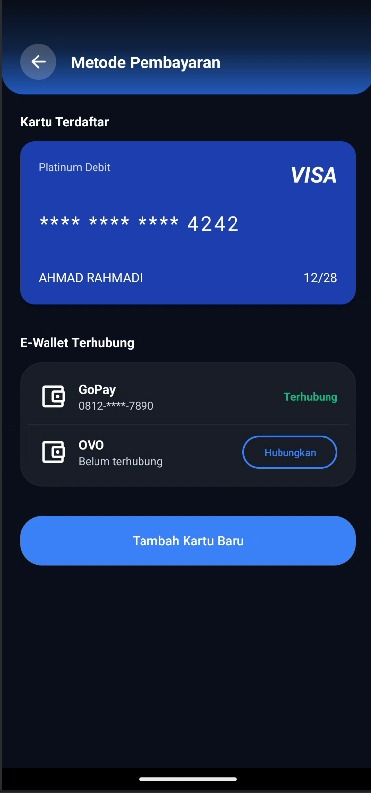 Metode Pembayaran
Kartu Terdaftar
Platinum Debit
VISA
**** **** **** 4242
AHMAD RAHMADI
12/28
E-Wallet Terhubung
GoPay
0812-****-7890
Terhubung
OVO
Belum terhubung
Hubungkan
Tambah Kartu Baru